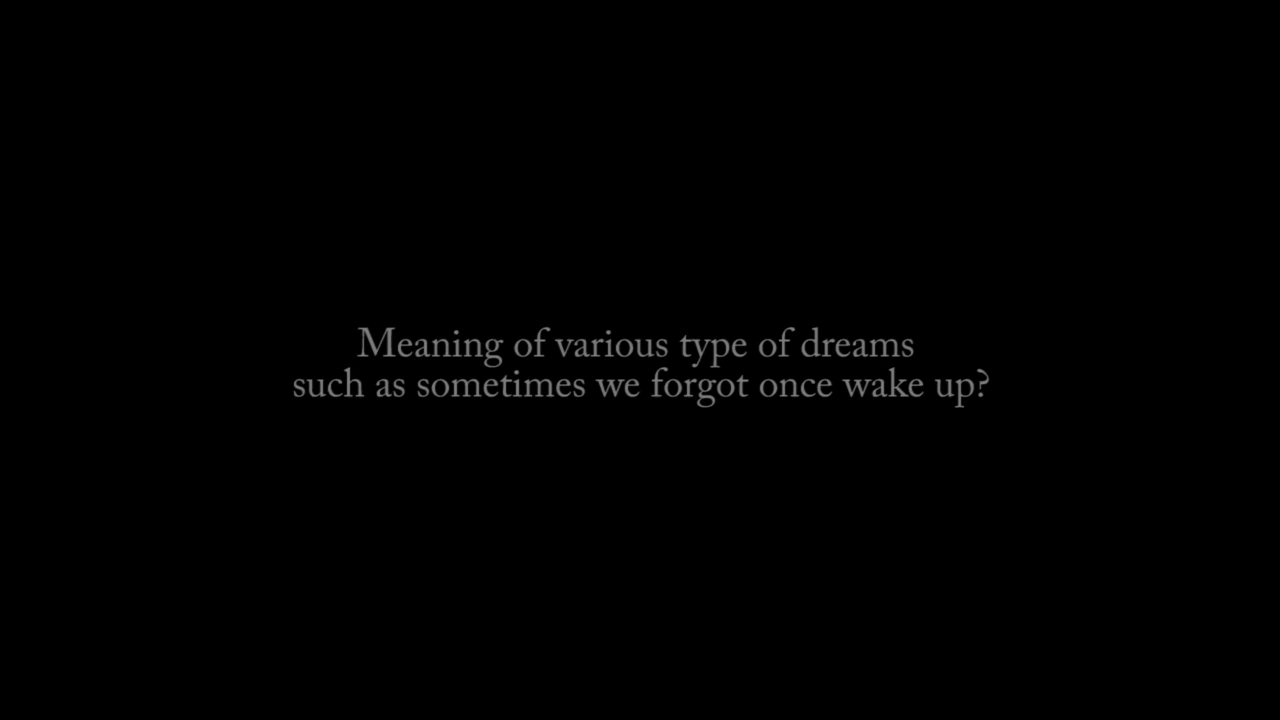 Meaning of various type of dreams
such as sometimes we forgot once wake up?